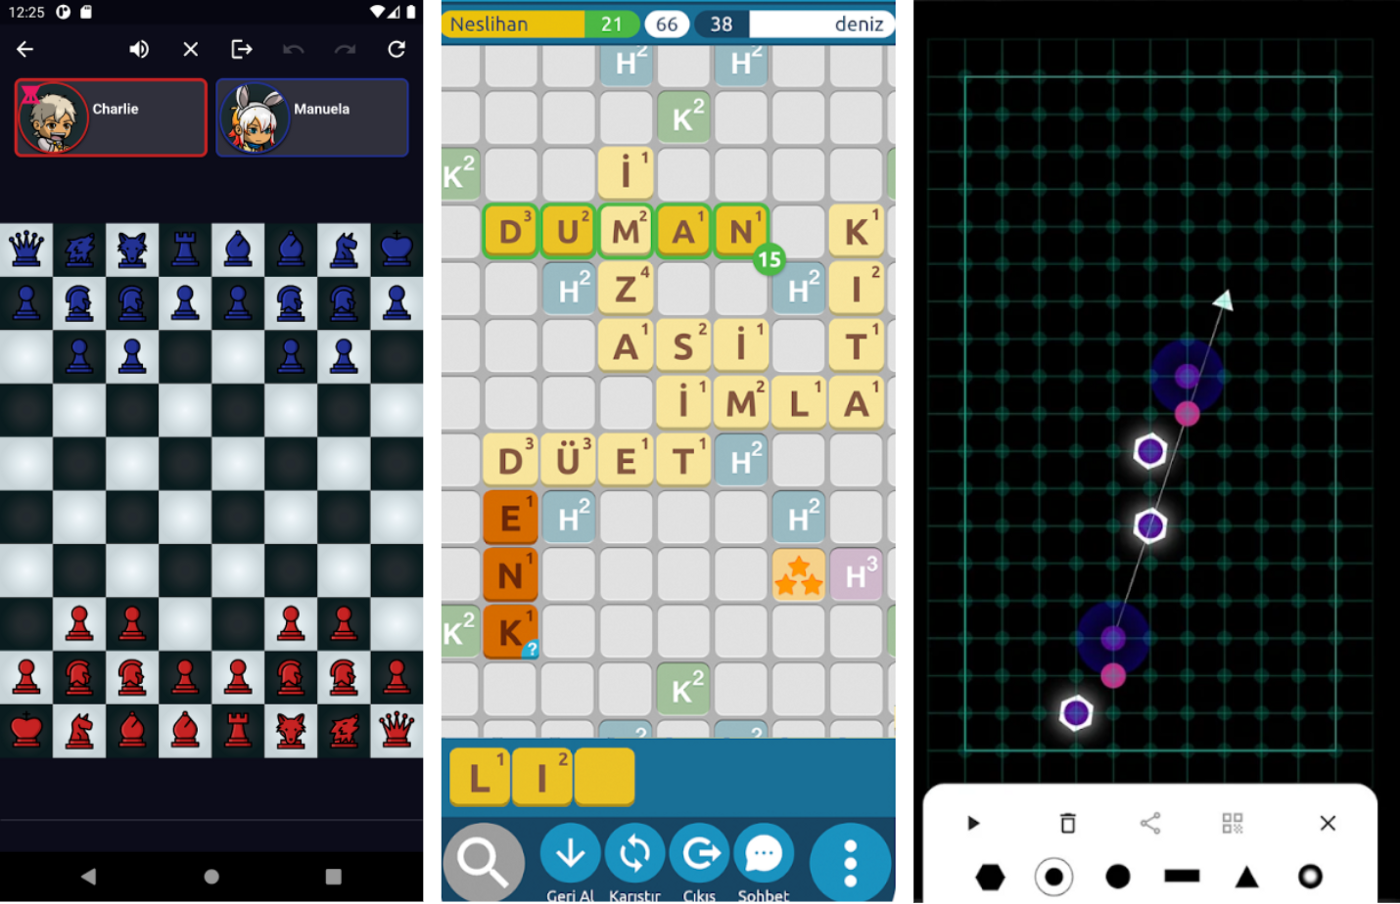 12:25
Charlie
Manuela
Neslihan 21 66 38 deniz
H² H²
K²
K² İ¹
D³ U² M² A¹ N¹ K¹
15
H² Z⁴ H² I²
A¹ S² İ¹ T¹
İ¹ M² L¹ A¹
D³ Ü³ E¹ T¹ H²
E¹ H² H²
N¹ H³
K² K¹ ?
K²
2 2
L¹ I²
Geri Al Karıştır Çıkış Sohbet